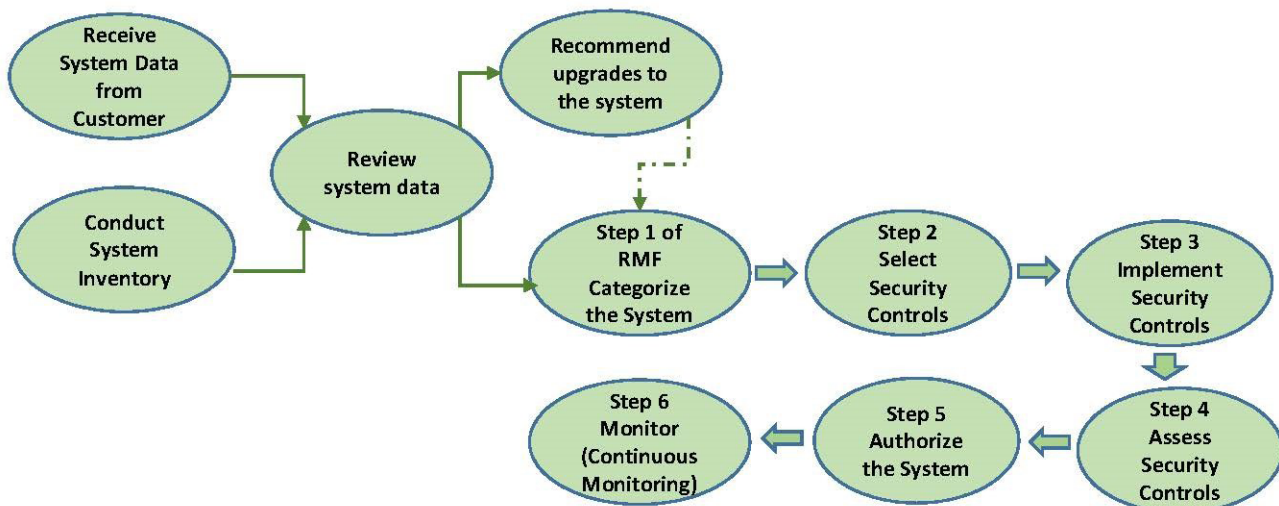 Receive
System Data
from
Customer
Recommend
upgrades to
the system
Review
system data
Conduct
System
Inventory
Step 1 of
RMF
Categorize
the System
Step 2
Select
Security
Controls
Step 3
Implement
Security
Controls
Step 4
Assess
Security
Controls
Step 5
Authorize
the System
Step 6
Monitor
(Continuous
Monitoring)